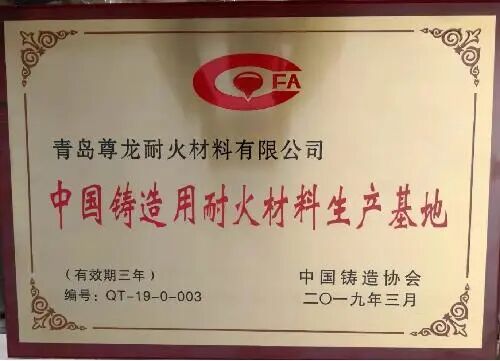 CFA
青岛尊龙耐火材料有限公司
中国铸造用耐火材料生产基地
(有效期三年)
编号：QT-19-0-003
中国铸造协会
二〇一九年三月